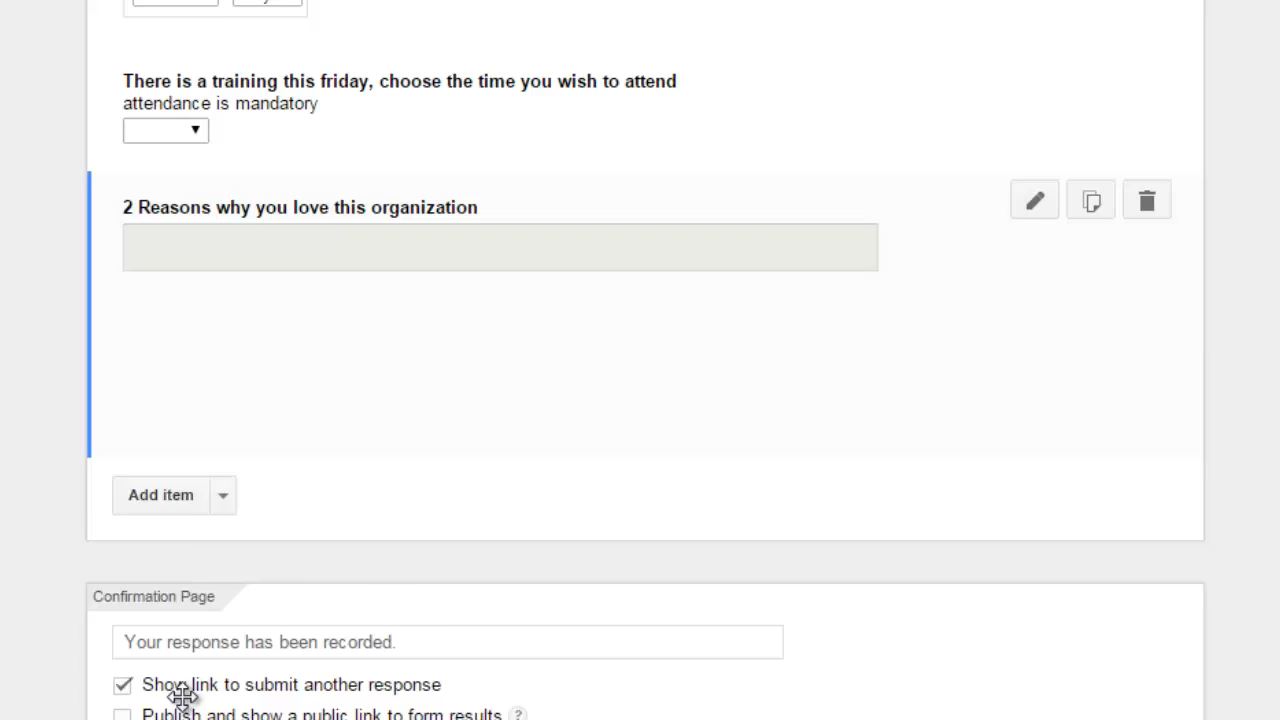 There is a training this friday, choose the time you wish to attend
attendance is mandatory
2 Reasons why you love this organization
Add item
Confirmation Page
Your response has been recorded.
Show link to submit another response
Publish and show a public link to form results ?